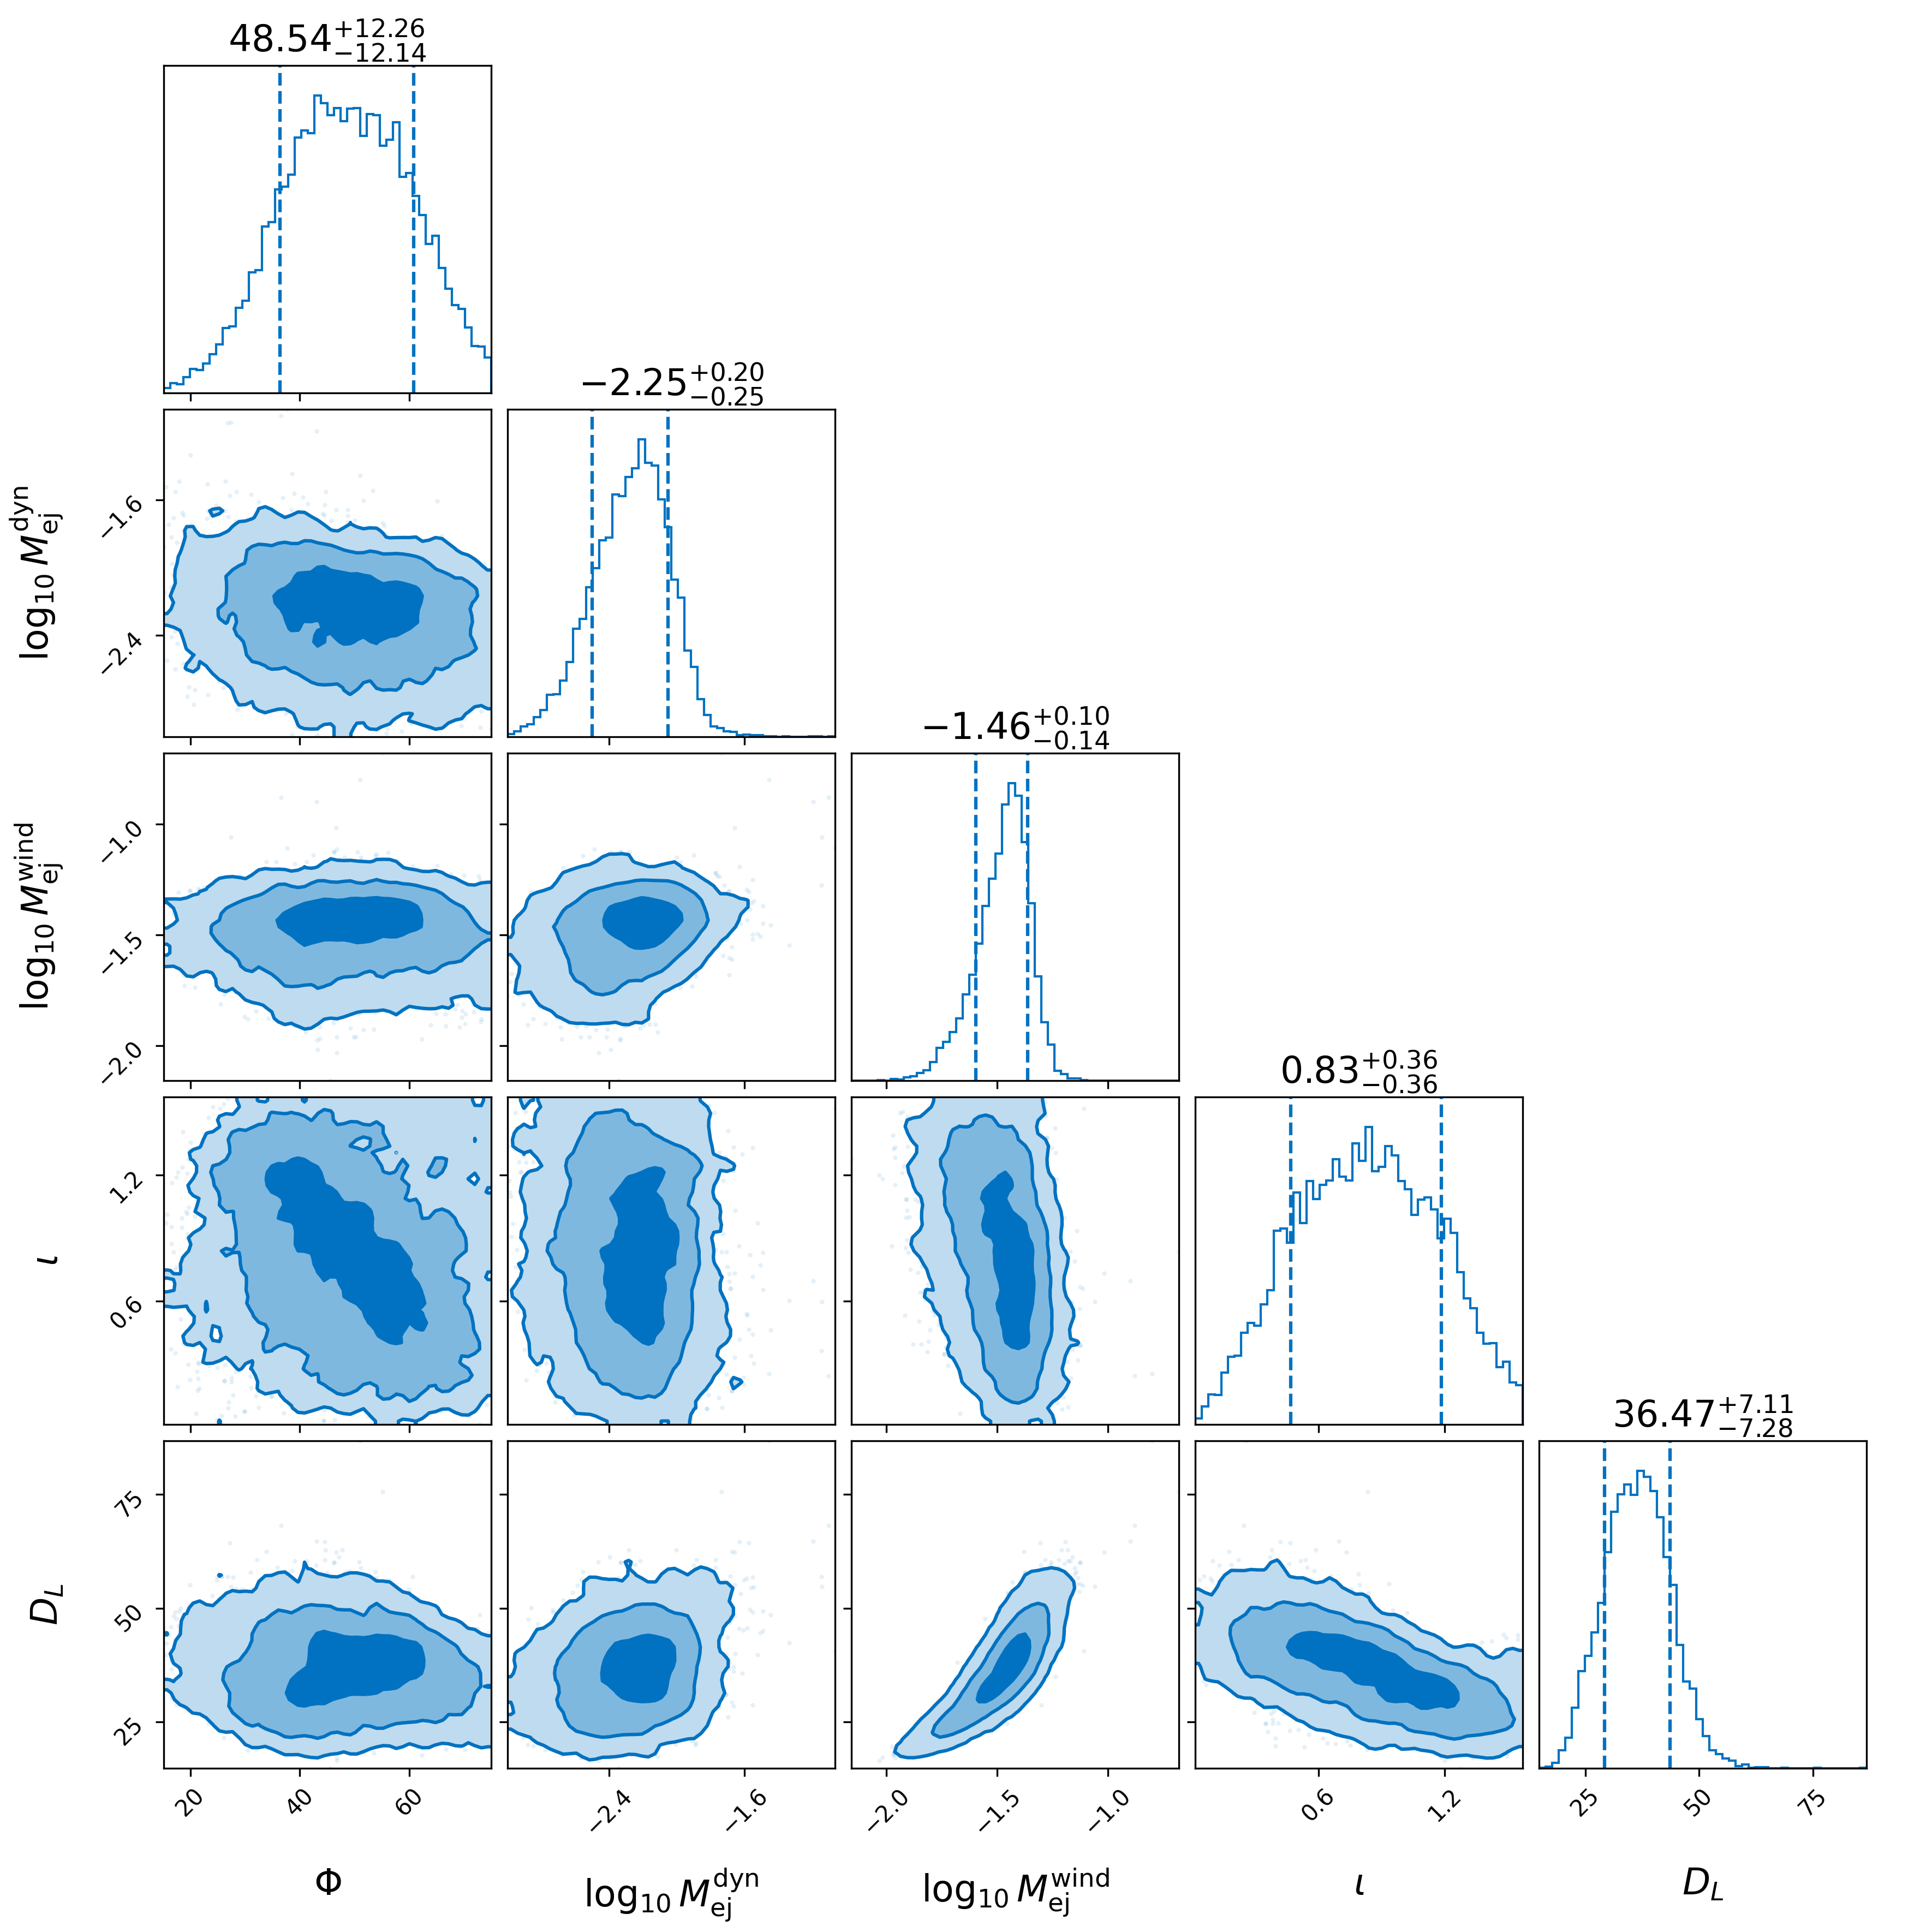 48.54 +12.26 −12.14
−2.25 +0.20 −0.25
log₁₀ M_ej^dyn
−1.6
−2.4
−1.46 +0.10 −0.14
log₁₀ M_ej^wind
−1.0
−1.5
−2.0
0.83 +0.36 −0.36
ι
1.2
0.6
36.47 +7.11 −7.28
D_L
75
50
25
20 40 60 −2.4 −1.6 −2.0 −1.5 −1.0 0.6 1.2 25 50 75
Φ log₁₀ M_ej^dyn log₁₀ M_ej^wind ι D_L